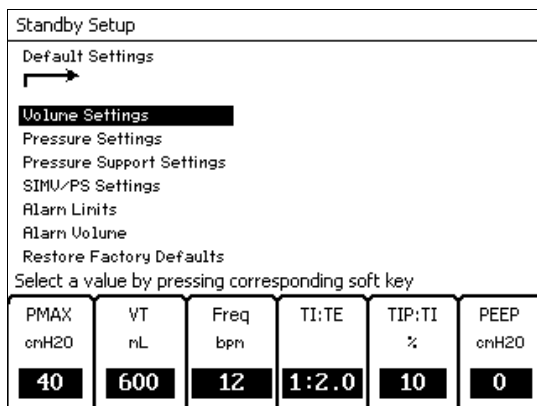 Standby Setup
Default Settings
Volume Settings
Pressure Settings
Pressure Support Settings
SIMV/PS Settings
Alarm Limits
Alarm Volume
Restore Factory Defaults
Select a value by pressing corresponding soft key
PMAX VT Freq TI:TE TIP:TI PEEP
cmH2O mL bpm % cmH2O
40 600 12 1:2.0 10 0